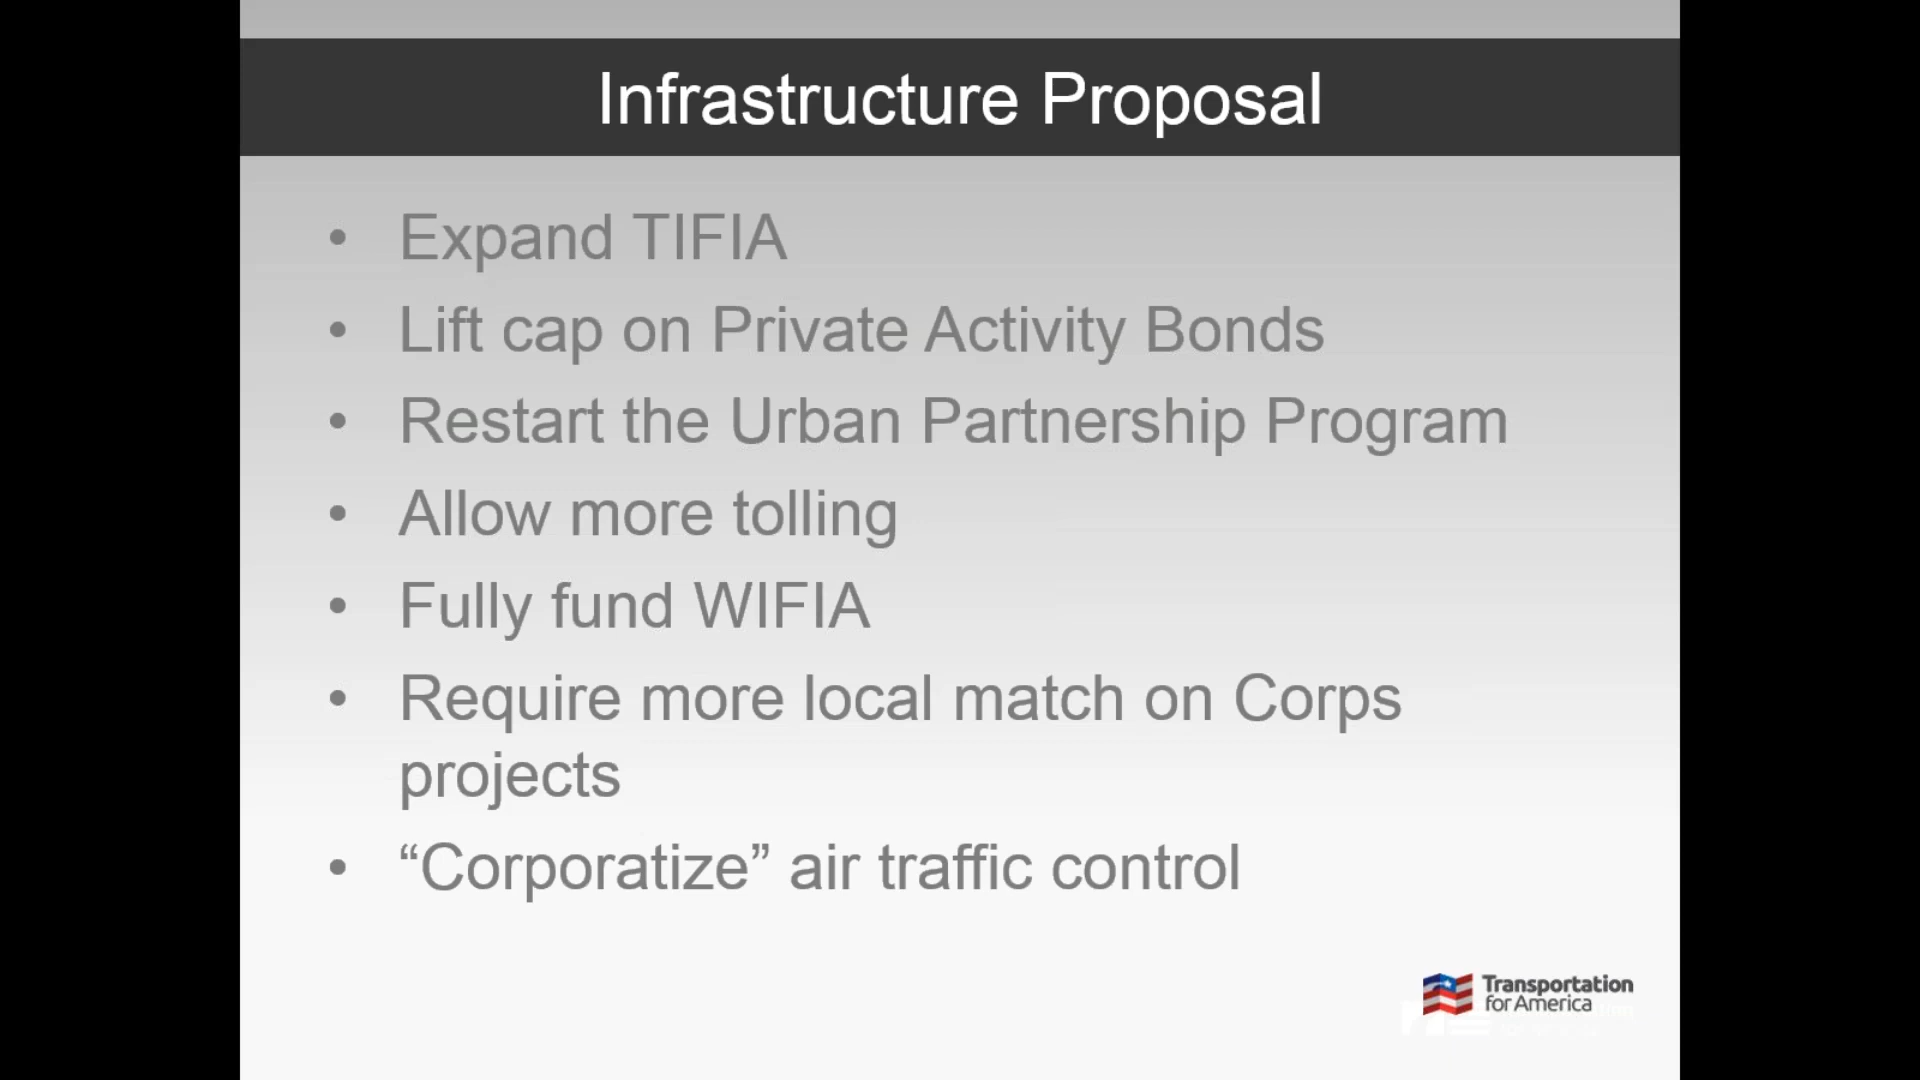 Infrastructure Proposal
• Expand TIFIA
• Lift cap on Private Activity Bonds
• Restart the Urban Partnership Program
• Allow more tolling
• Fully fund WIFIA
• Require more local match on Corps
projects
• “Corporatize” air traffic control
Transportation
for America